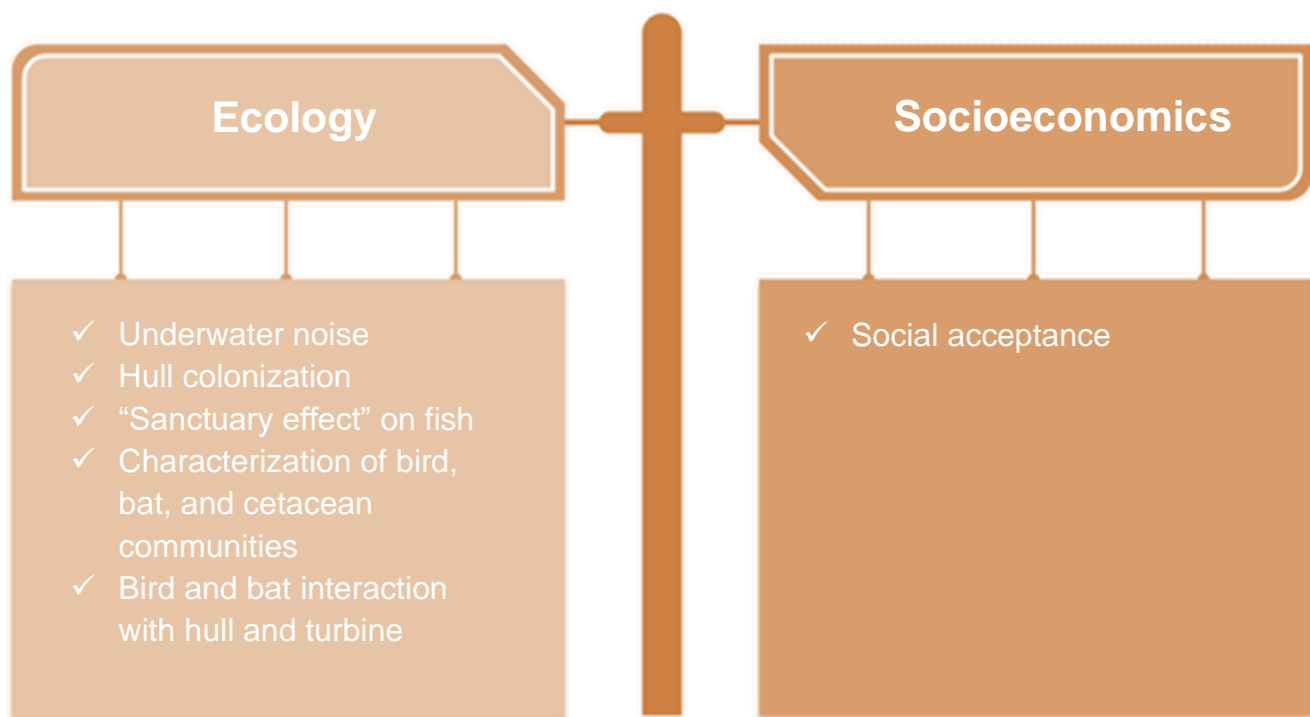 Ecology
✓ Underwater noise
✓ Hull colonization
✓ “Sanctuary effect” on fish
✓ Characterization of bird,
bat, and cetacean
communities
✓ Bird and bat interaction
with hull and turbine
Socioeconomics
✓ Social acceptance